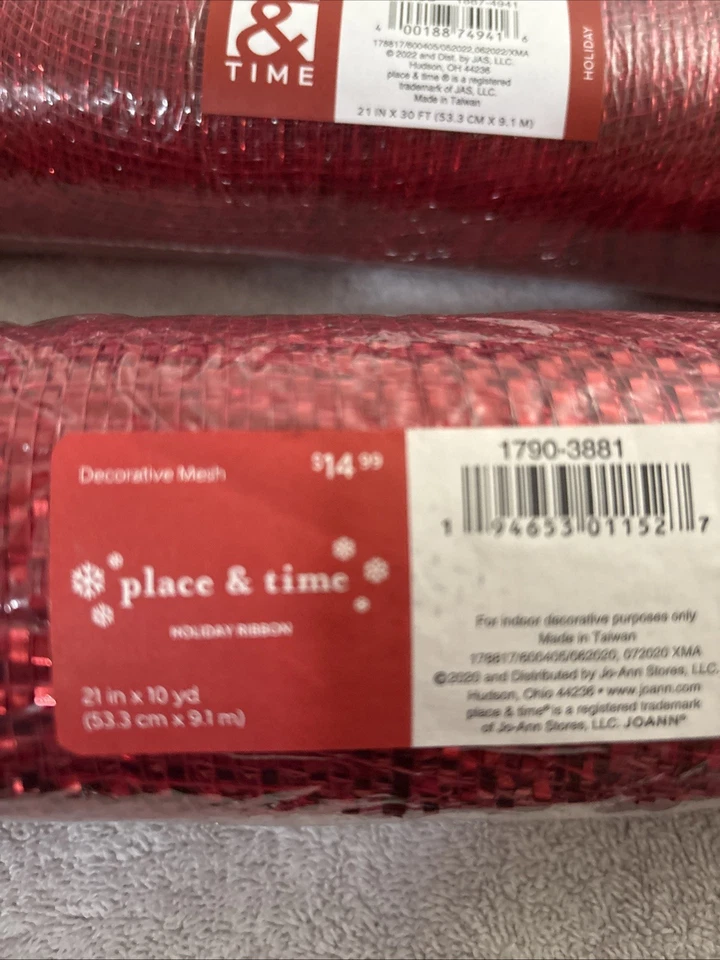 &
TIME
1887-4941
4 00188 74941 6
178817/600405/052022,062022/XMA
© 2022 and Dist. by JAS, LLC.
Hudson, OH 44236
place & time ® is a registered
trademark of JAS, LLC.
Made in Taiwan
21 IN X 30 FT (53.3 CM X 9.1 M)
HOLIDAY
Decorative Mesh
$14.99
place & time
HOLIDAY RIBBON
21 in x 10 yd
(53.3 cm x 9.1 m)
1790-3881
1 94653 01152 7
For indoor decorative purposes only
Made in Taiwan
178817/600405/062020, 072020 XMA
©2020 and Distributed by Jo-Ann Stores, LLC.
Hudson, Ohio 44236 • www.joann.com
place & time® is a registered trademark
of Jo-Ann Stores, LLC. JOANN®